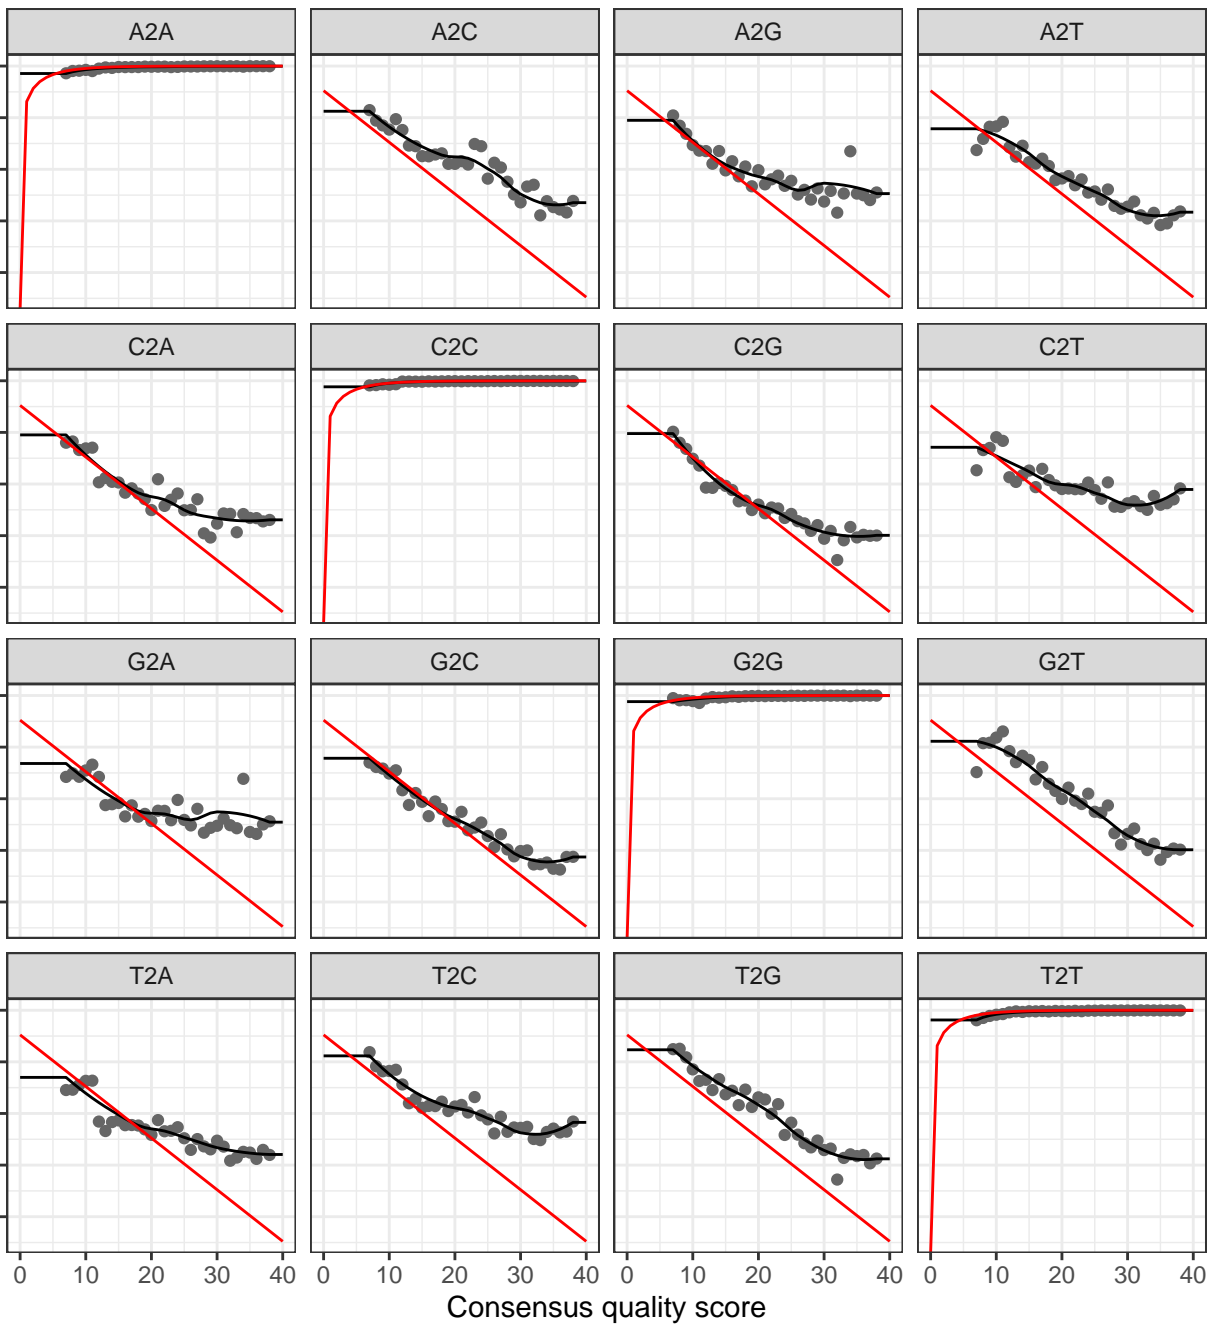 A2A A2C A2G A2T
C2A C2C C2G C2T
G2A G2C G2G G2T
T2A T2C T2G T2T
0 10 20 30 40 0 10 20 30 40 0 10 20 30 40 0 10 20 30 40
Consensus quality score